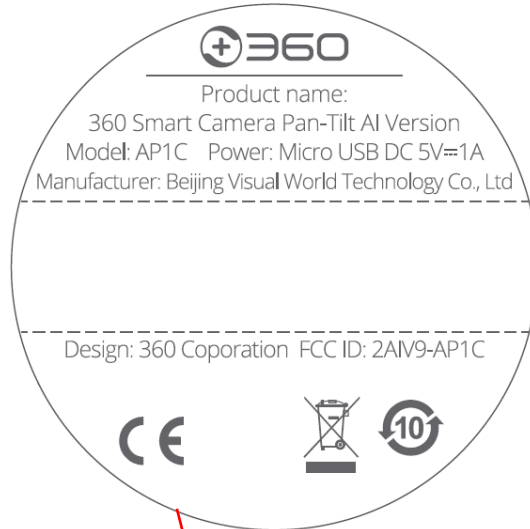 360
Product name:
360 Smart Camera Pan-Tilt AI Version
Model: AP1C Power: Micro USB DC 5V⎓1A
Manufacturer: Beijing Visual World Technology Co., Ltd
Design: 360 Coporation FCC ID: 2AIV9-AP1C
CE
10